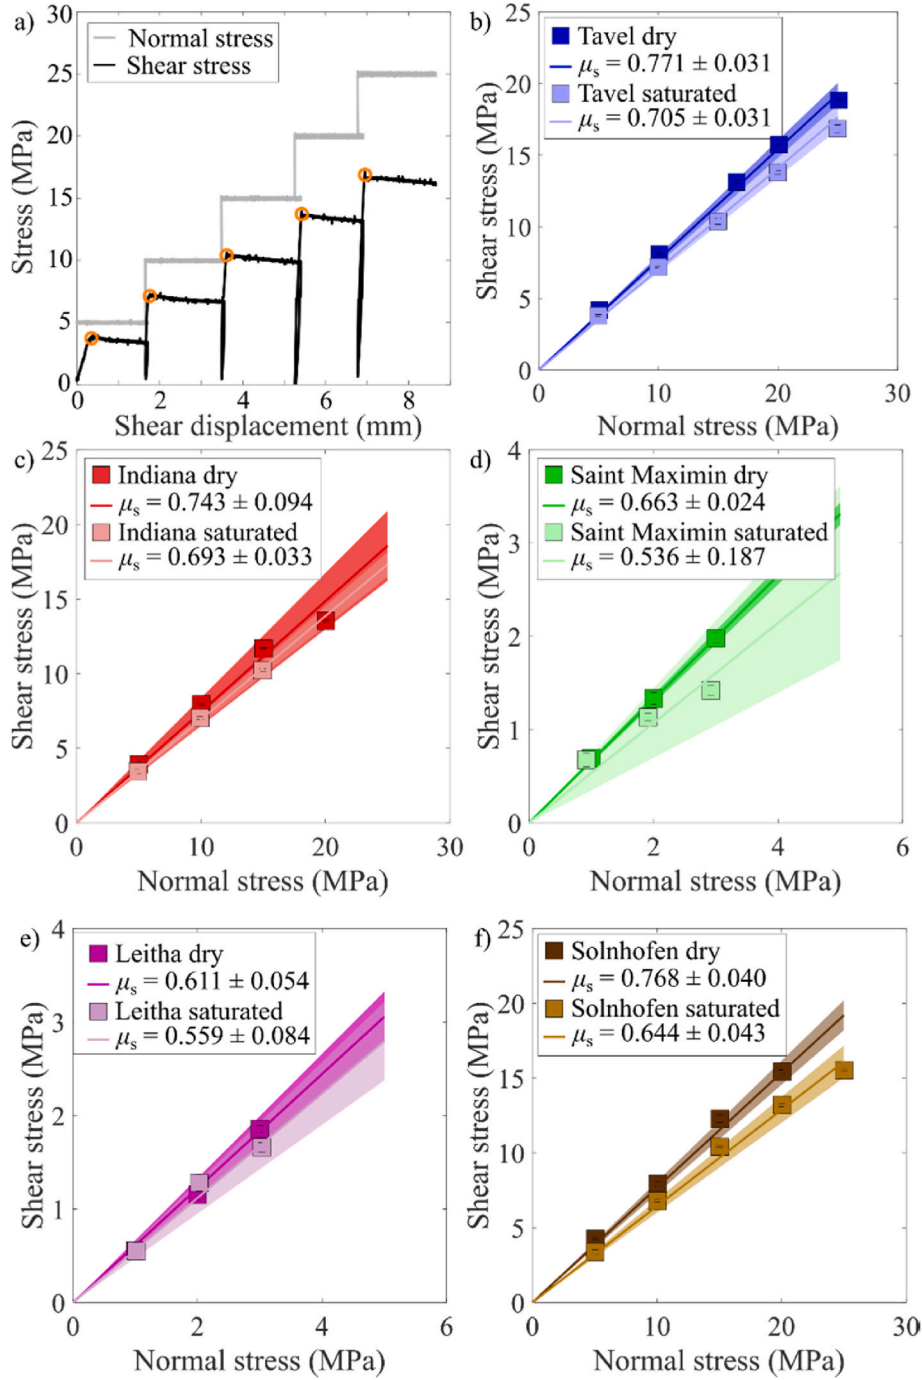 a)
30
25
20
15
10
5
0
Stress (MPa)
Normal stress
Shear stress
0
2
4
6
8
Shear displacement (mm)
b)
25
20
15
10
5
0
Shear stress (MPa)
Tavel dry
μs = 0.771 ± 0.031
Tavel saturated
μs = 0.705 ± 0.031
0
10
20
30
Normal stress (MPa)
c)
25
20
15
10
5
0
Shear stress (MPa)
Indiana dry
μs = 0.743 ± 0.094
Indiana saturated
μs = 0.693 ± 0.033
0
10
20
30
Normal stress (MPa)
d)
4
3
2
1
0
Shear stress (MPa)
Saint Maximin dry
μs = 0.663 ± 0.024
Saint Maximin saturated
μs = 0.536 ± 0.187
0
2
4
6
Normal stress (MPa)
e)
4
3
2
1
0
Shear stress (MPa)
Leitha dry
μs = 0.611 ± 0.054
Leitha saturated
μs = 0.559 ± 0.084
0
2
4
6
Normal stress (MPa)
f)
25
20
15
10
5
0
Shear stress (MPa)
Solnhofen dry
μs = 0.768 ± 0.040
Solnhofen saturated
μs = 0.644 ± 0.043
0
10
20
30
Normal stress (MPa)